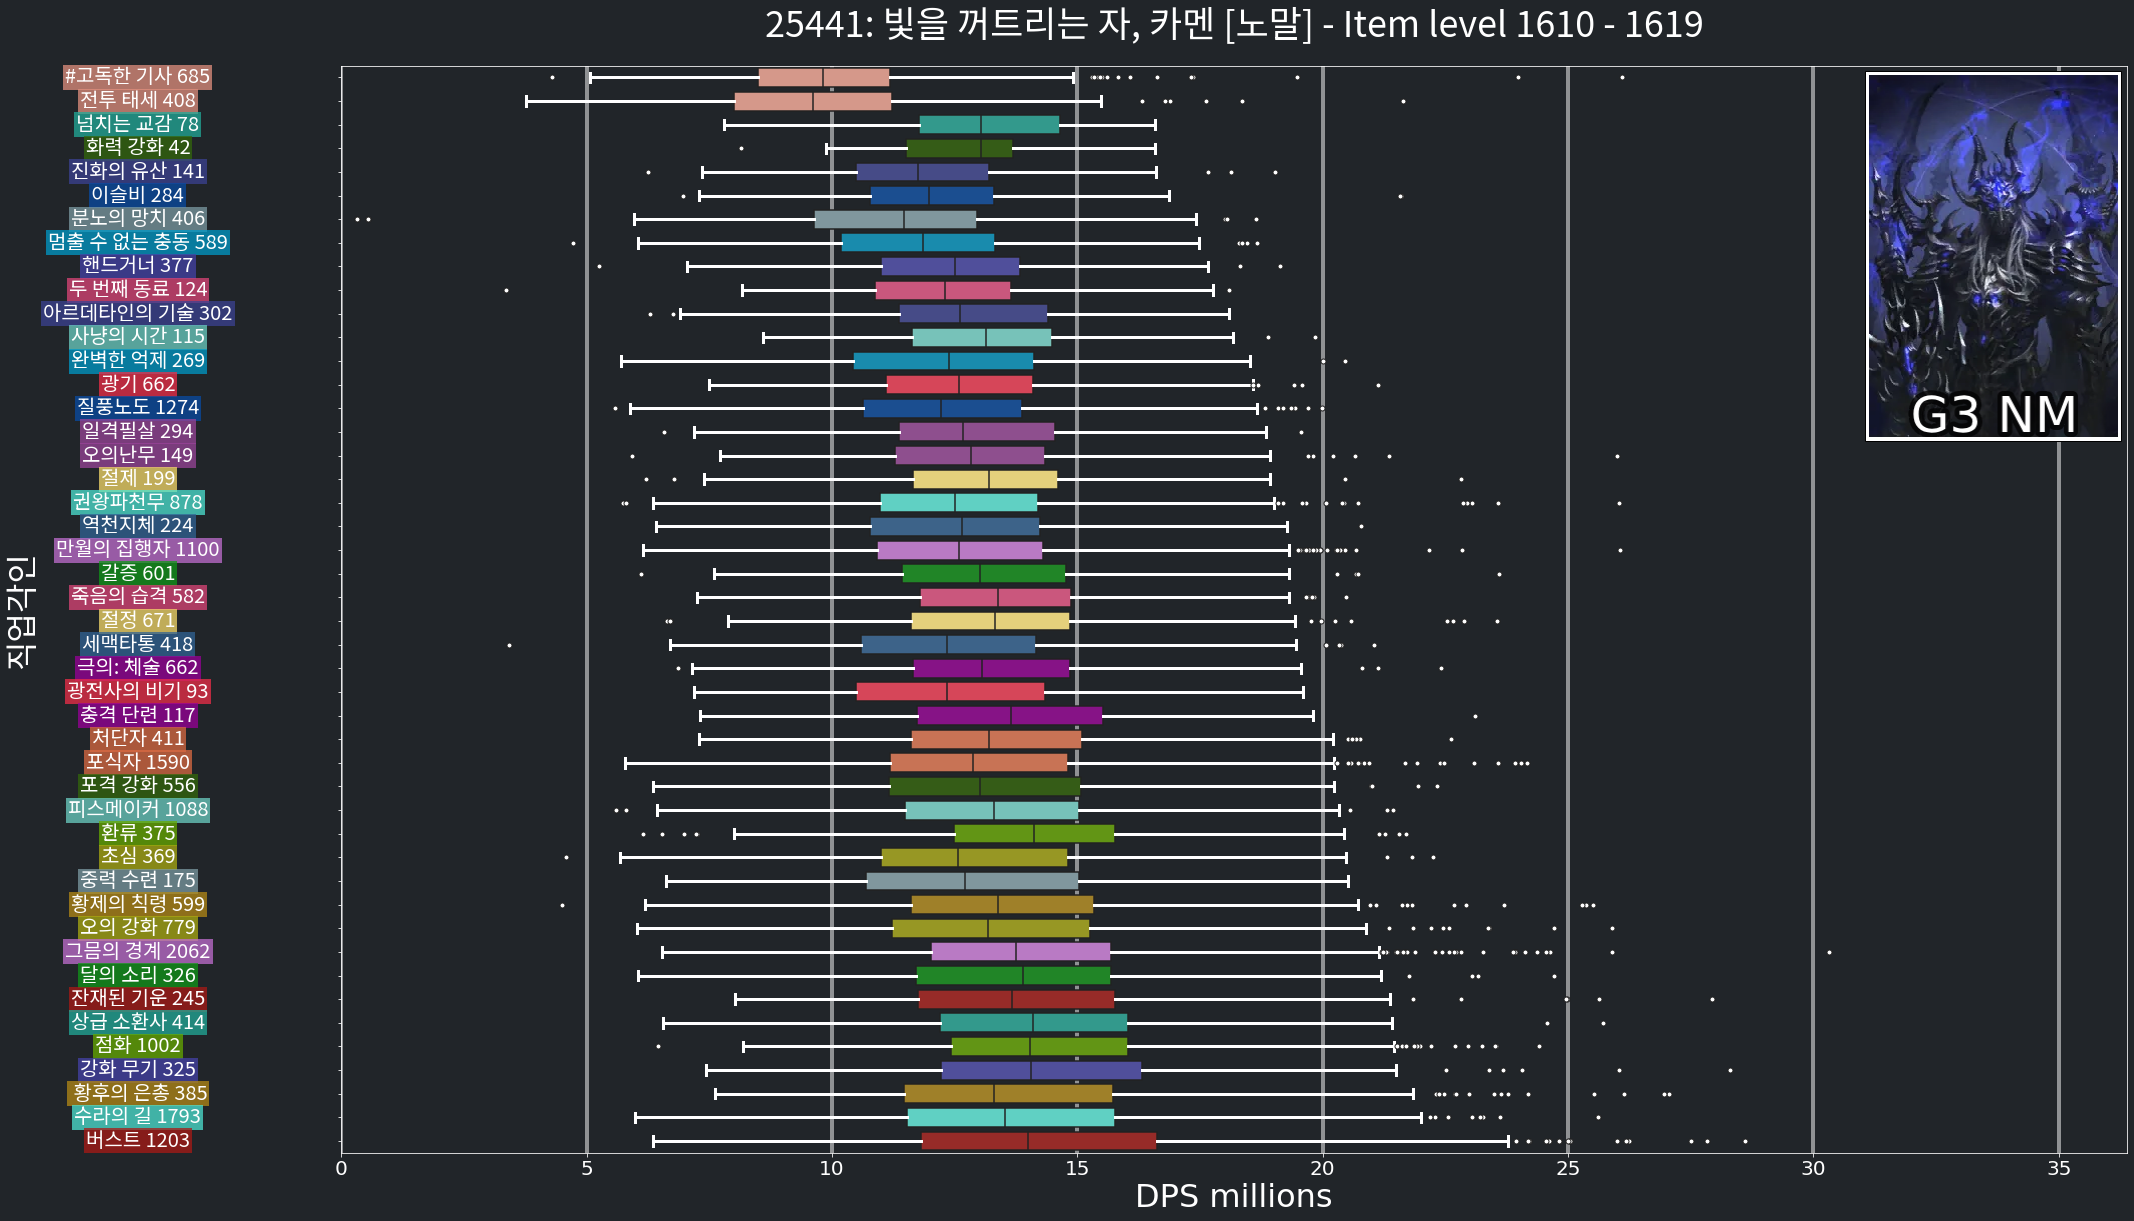 25441: 빛을 꺼트리는 자, 카멘 [노말] - Item level 1610 - 1619
#고독한 기사 685
전투 태세 408
넘치는 교감 78
화력 강화 42
진화의 유산 141
이슬비 284
분노의 망치 406
멈출 수 없는 충동 589
핸드거너 377
두 번째 동료 124
아르데타인의 기술 302
사냥의 시간 115
완벽한 억제 269
광기 662
질풍노도 1274
일격필살 294
오의난무 149
절제 199
권왕파천무 878
역천지체 224
만월의 집행자 1100
갈증 601
죽음의 습격 582
절정 671
세맥타통 418
극의: 체술 662
광전사의 비기 93
충격 단련 117
처단자 411
포식자 1590
포격 강화 556
피스메이커 1088
환류 375
초심 369
중력 수련 175
황제의 칙령 599
오의 강화 779
그믐의 경계 2062
달의 소리 326
잔재된 기운 245
상급 소환사 414
점화 1002
강화 무기 325
황후의 은총 385
수라의 길 1793
버스트 1203
직업각인
G3 NM
0 5 10 15 20 25 30 35
DPS millions